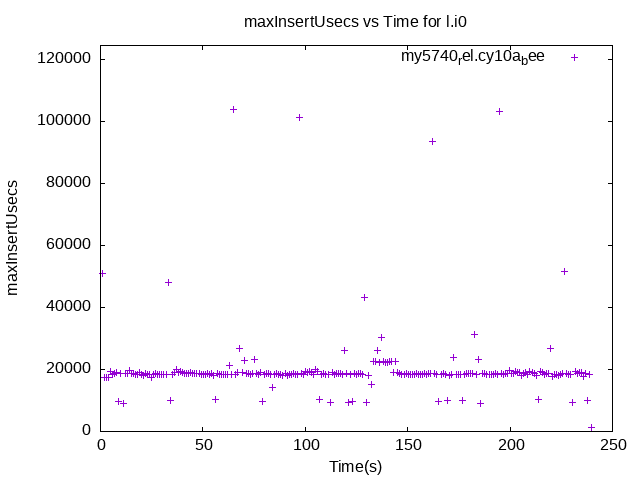 maxInsertUsecs vs Time for l.i0
my5740_rel.cy10a_bee
120000
100000
80000
60000
40000
20000
0
maxInsertUsecs
0 50 100 150 200 250
Time(s)